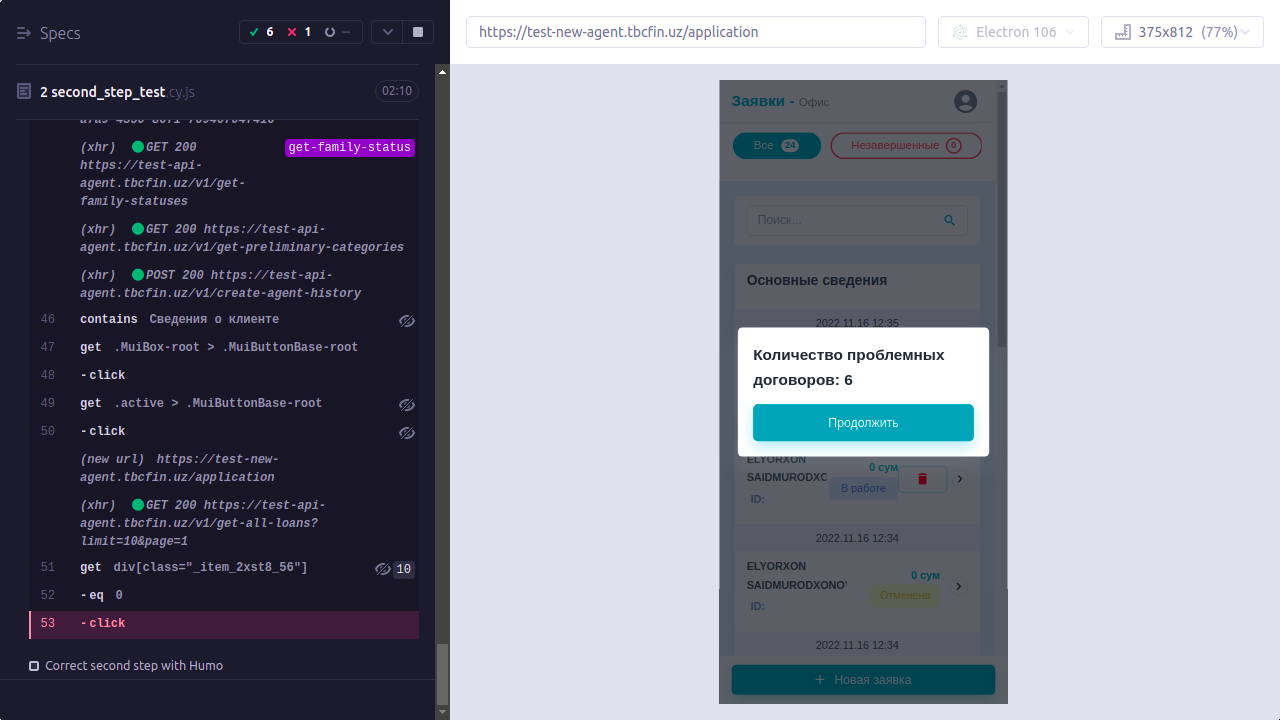 Specs
6
1
--
2 second_step_test.cy.js
02:10
(xhr) GET 200
https://test-api-
agent.tbcfin.uz/v1/get-
family-statuses
get-family-status
(xhr) GET 200 https://test-api-
agent.tbcfin.uz/v1/get-preliminary-categories
(xhr) POST 200 https://test-api-
agent.tbcfin.uz/v1/create-agent-history
46 contains Сведения о клиенте
47 get .MuiBox-root > .MuiButtonBase-root
48 -click
49 get .active > .MuiButtonBase-root
50 -click
(new url) https://test-new-
agent.tbcfin.uz/application
(xhr) GET 200 https://test-api-
agent.tbcfin.uz/v1/get-all-loans?
limit=10&page=1
51 get div[class="_item_2xst8_56"] 10
52 -eq 0
53 -click
Correct second step with Humo
https://test-new-agent.tbcfin.uz/application
Electron 106
375x812 (77%)
Заявки - Офис
Все 24
Незавершенные 0
Поиск...
Основные сведения
2022.11.16 12:35
Количество проблемных
договоров: 6
Продолжить
ELYORXON
SAIDMURODXO
0 сум
В работе
ID:
2022.11.16 12:34
ELYORXON
SAIDMURODXONOV
0 сум
Отменена
ID:
2022.11.16 12:34
+ Новая заявка